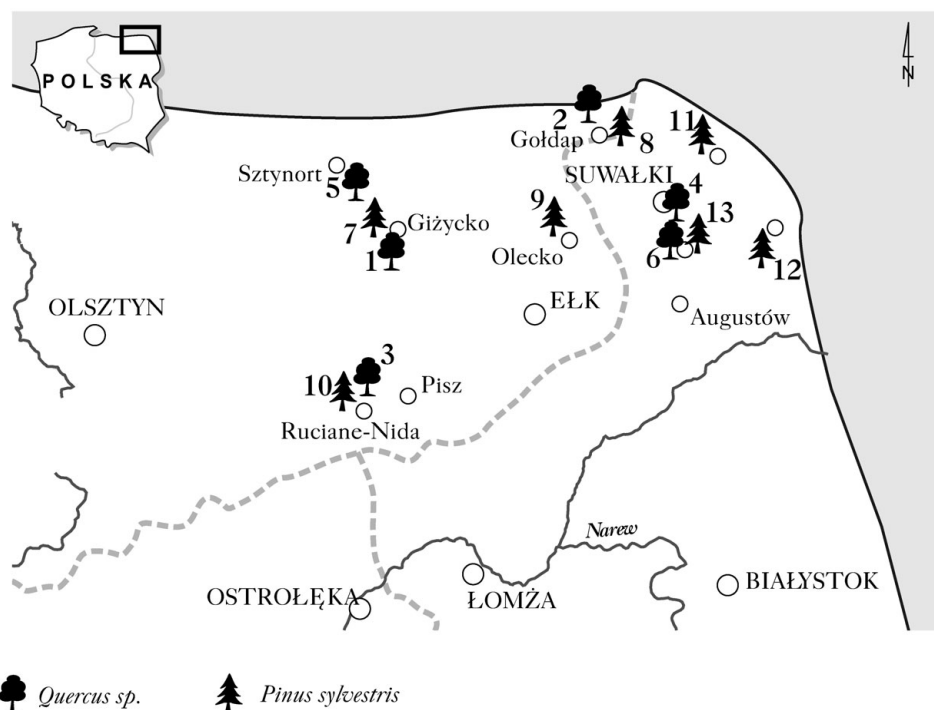 POLSKA
N
2
Gołdap
8
11
Sztynort
5
SUWAŁKI
4
7
Giżycko
9
13
1
Olecko
6
12
OLSZTYN
EŁK
Augustów
3
10
Pisz
Ruciane-Nida
Narew
OSTROŁĘKA
ŁOMŻA
BIAŁYSTOK
Quercus sp.
Pinus sylvestris